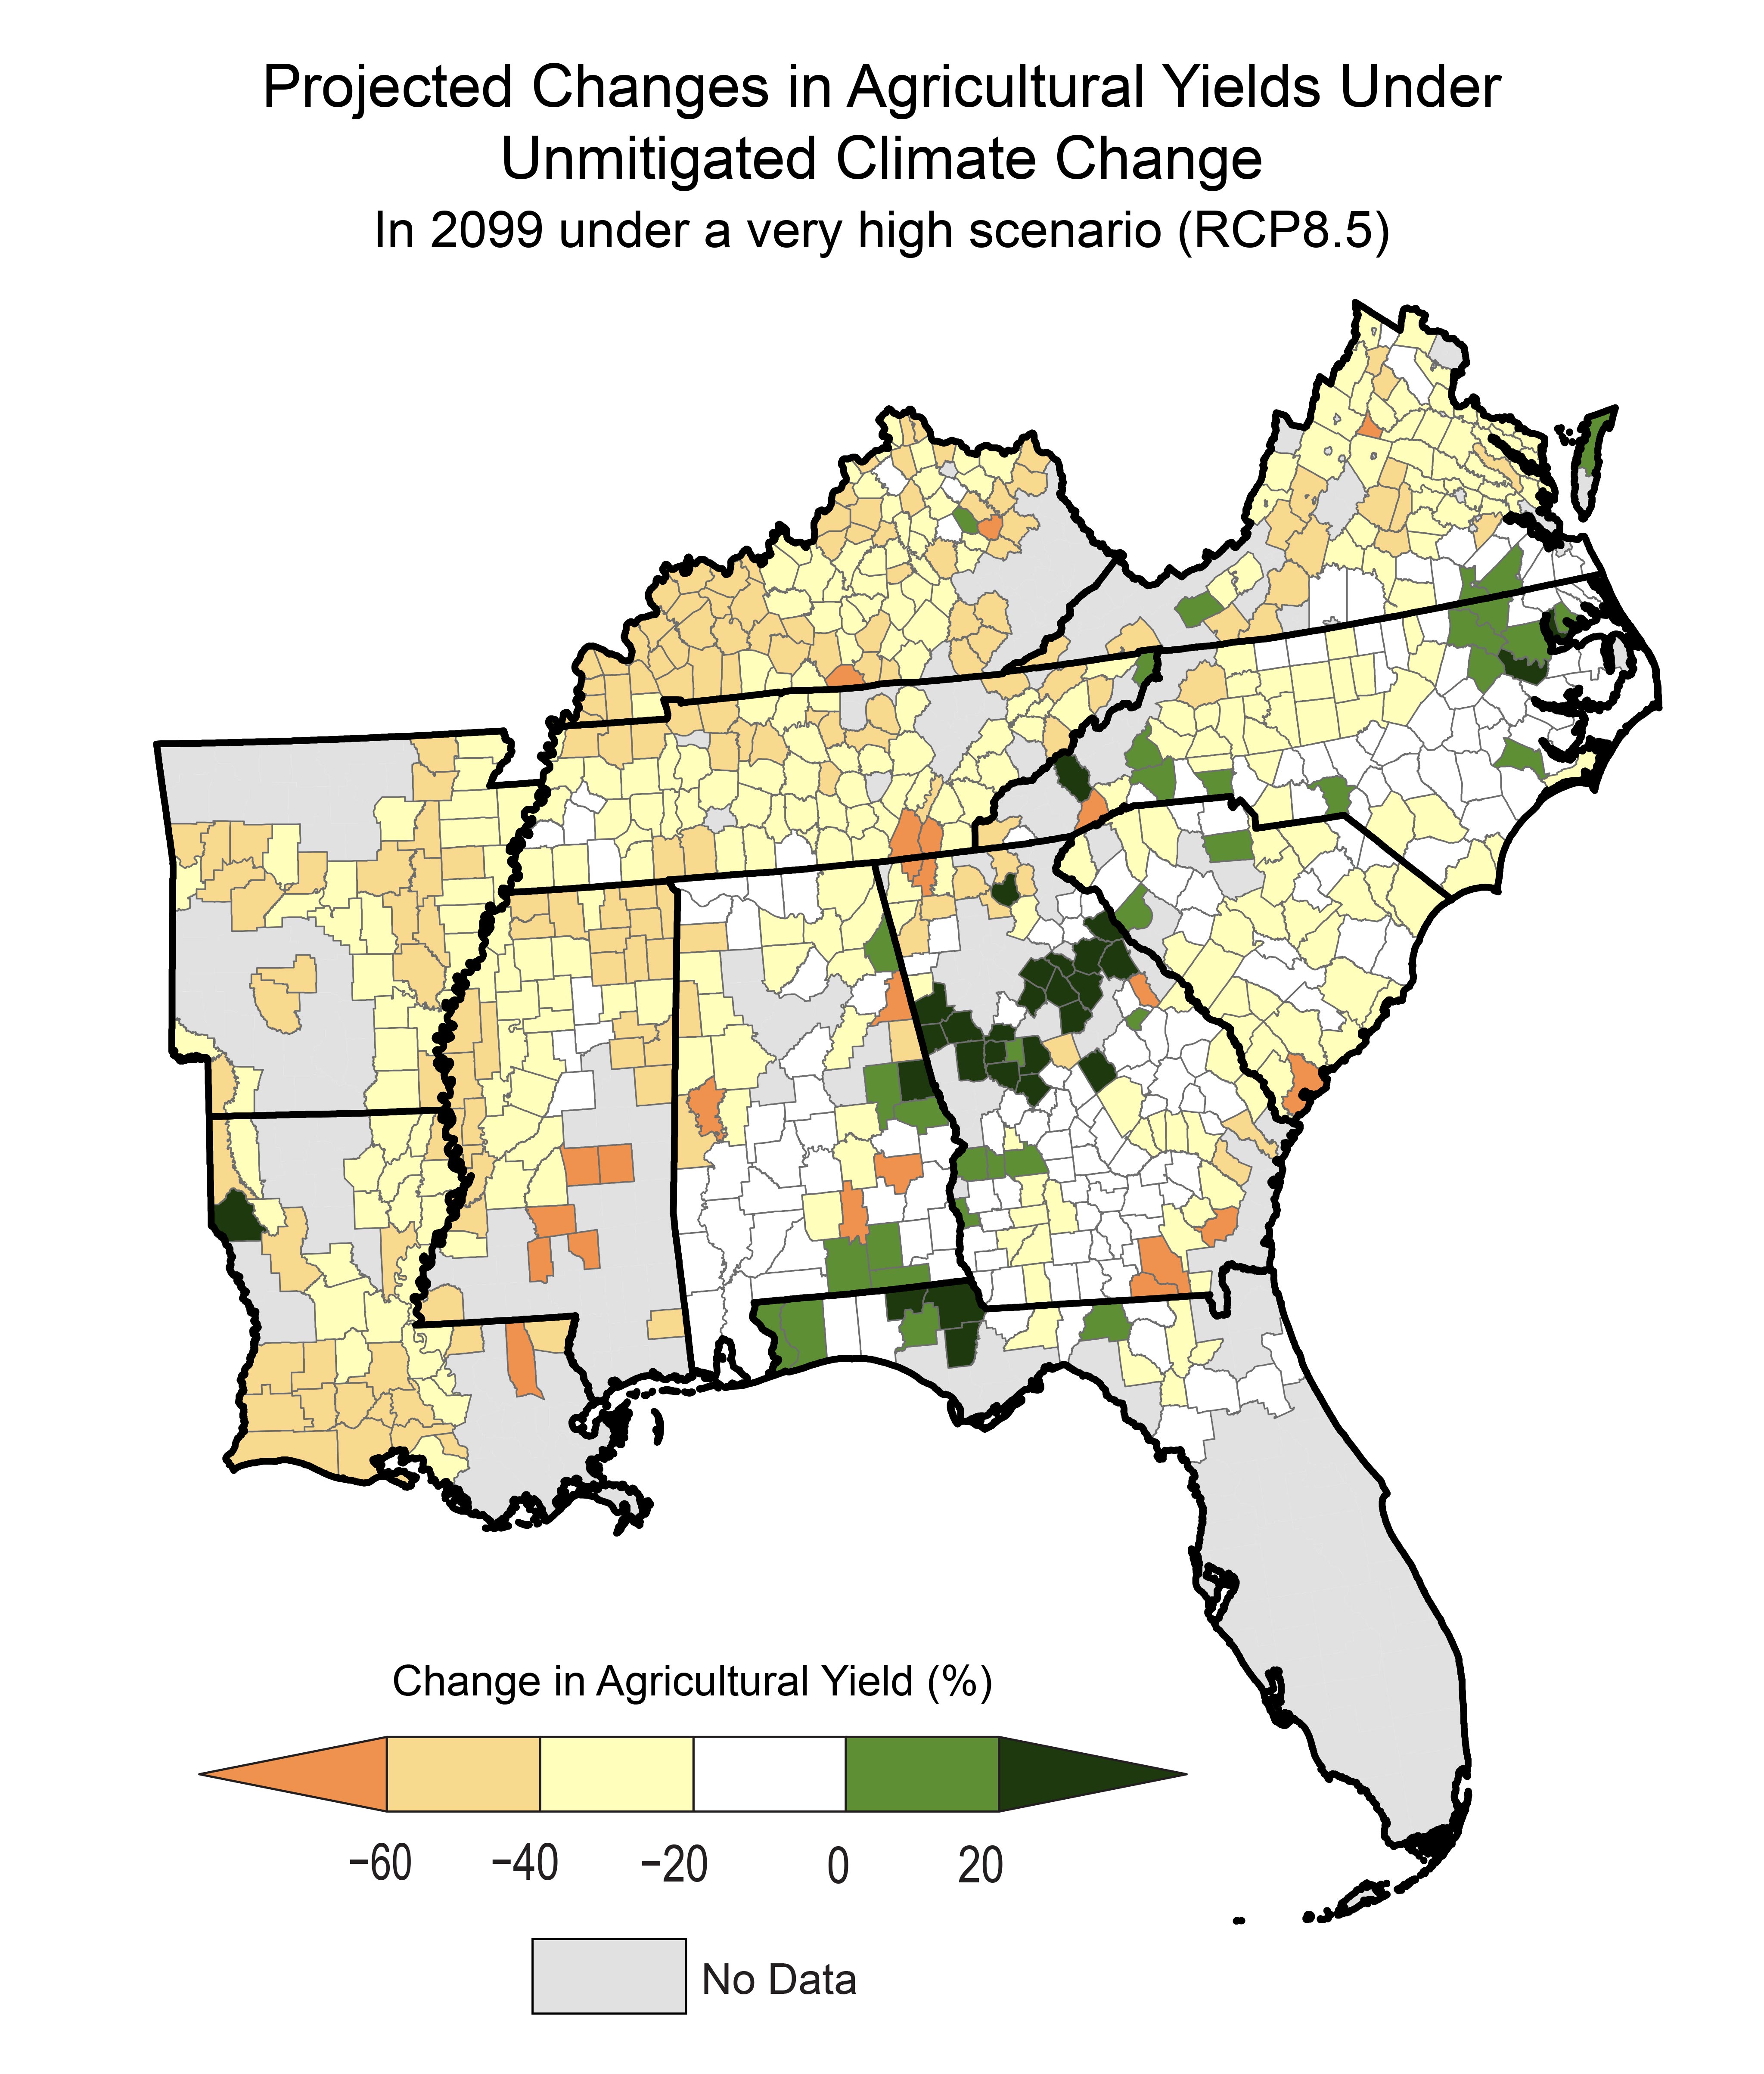 Projected Changes in Agricultural Yields Under
Unmitigated Climate Change
In 2099 under a very high scenario (RCP8.5)
Change in Agricultural Yield (%)
−60 −40 −20 0 20
No Data